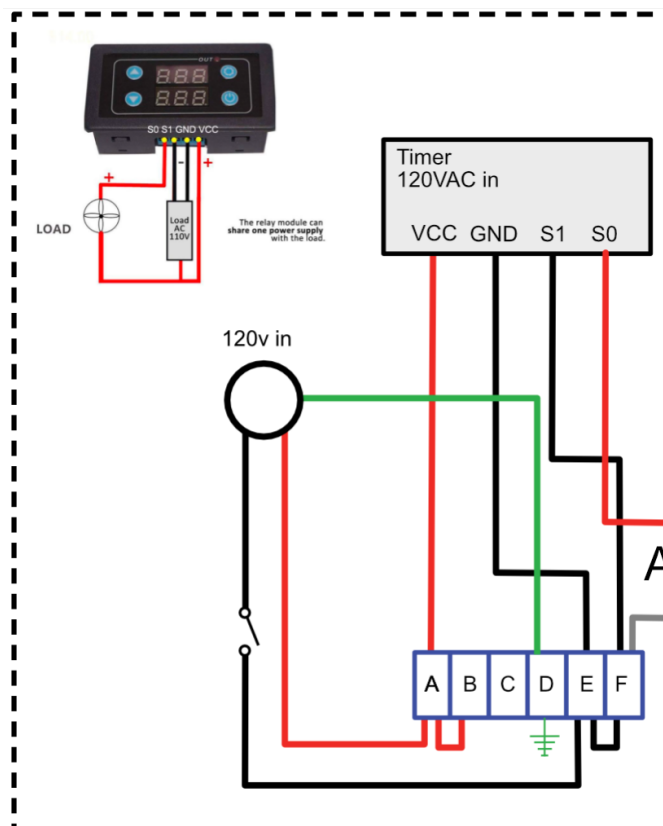 OUT
S0 S1 GND VCC
+
-
+
LOAD
Load
AC
110V
The relay module can
share one power supply
with the load.
Timer
120VAC in
VCC GND S1 S0
120v in
A
A B C D E F